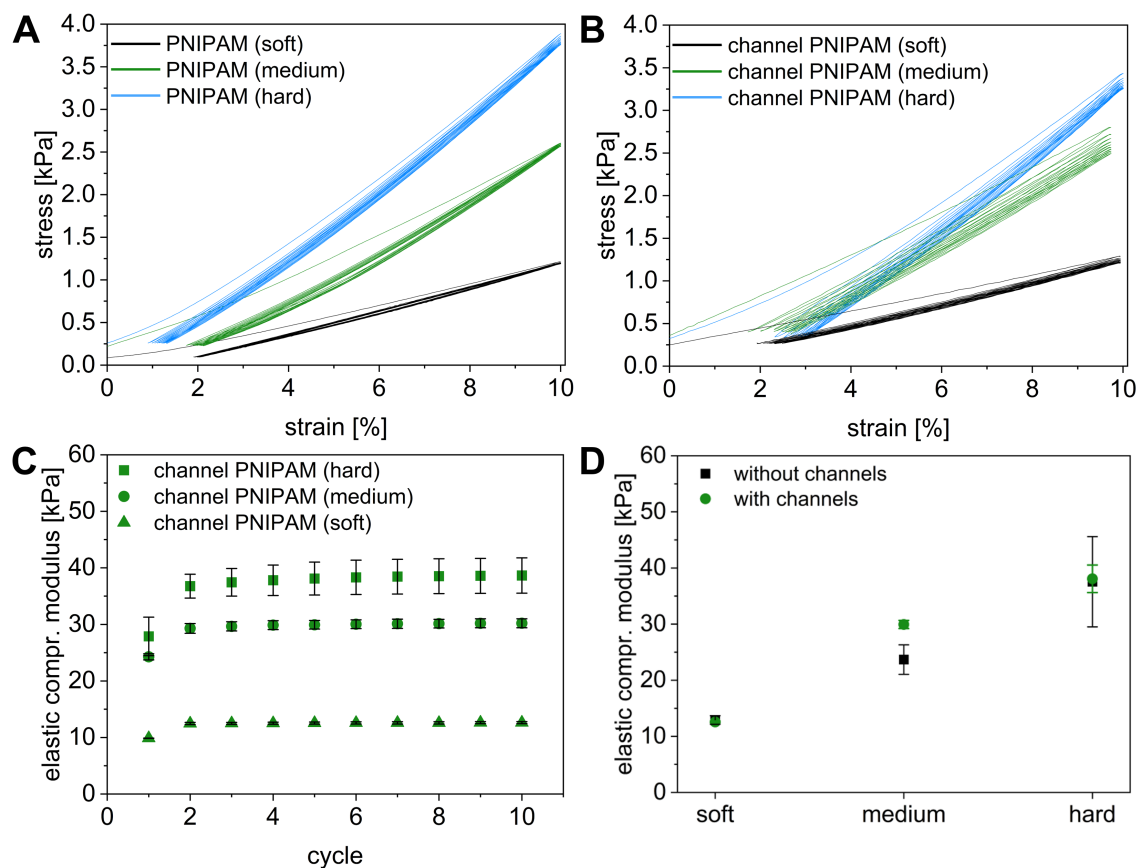 A
PNIPAM (soft)
PNIPAM (medium)
PNIPAM (hard)
stress [kPa]
4.0
3.5
3.0
2.5
2.0
1.5
1.0
0.5
0.0
0 2 4 6 8 10
strain [%]
B
channel PNIPAM (soft)
channel PNIPAM (medium)
channel PNIPAM (hard)
stress [kPa]
4.0
3.5
3.0
2.5
2.0
1.5
1.0
0.5
0.0
0 2 4 6 8 10
strain [%]
C
channel PNIPAM (hard)
channel PNIPAM (medium)
channel PNIPAM (soft)
elastic compr. modulus [kPa]
60
50
40
30
20
10
0
0 2 4 6 8 10
cycle
D
without channels
with channels
elastic compr. modulus [kPa]
60
50
40
30
20
10
0
soft medium hard